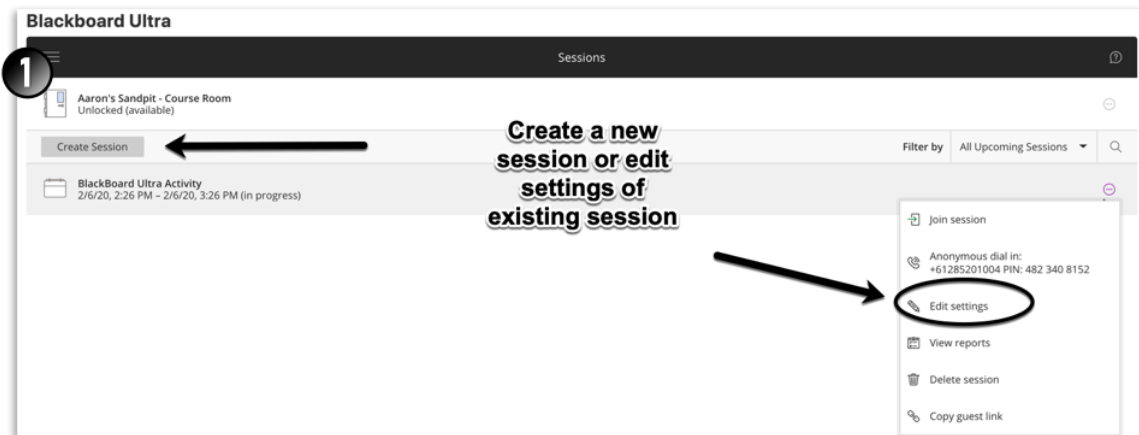 Blackboard Ultra
1
Sessions
Aaron's Sandpit - Course Room
Unlocked (available)
Create Session
Create a new
session or edit
settings of
existing session
Filter by
All Upcoming Sessions
BlackBoard Ultra Activity
2/6/20, 2:26 PM – 2/6/20, 3:26 PM (in progress)
Join session
Anonymous dial in:
+61285201004 PIN: 482 340 8152
Edit settings
View reports
Delete session
Copy guest link